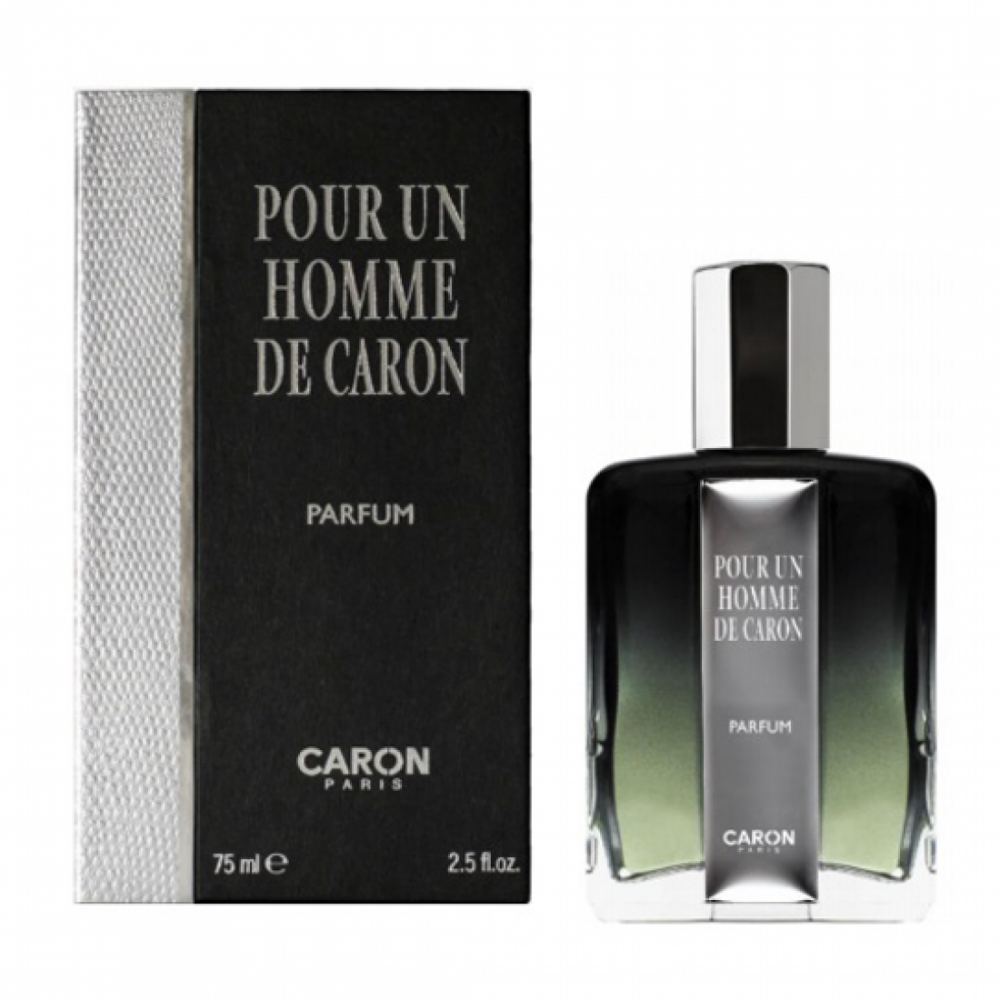 POUR UN
HOMME
DE CARON
PARFUM
CARON
PARIS
75 ml ℮
2.5 fl.oz.
POUR UN
HOMME
DE CARON
PARFUM
CARON
PARIS